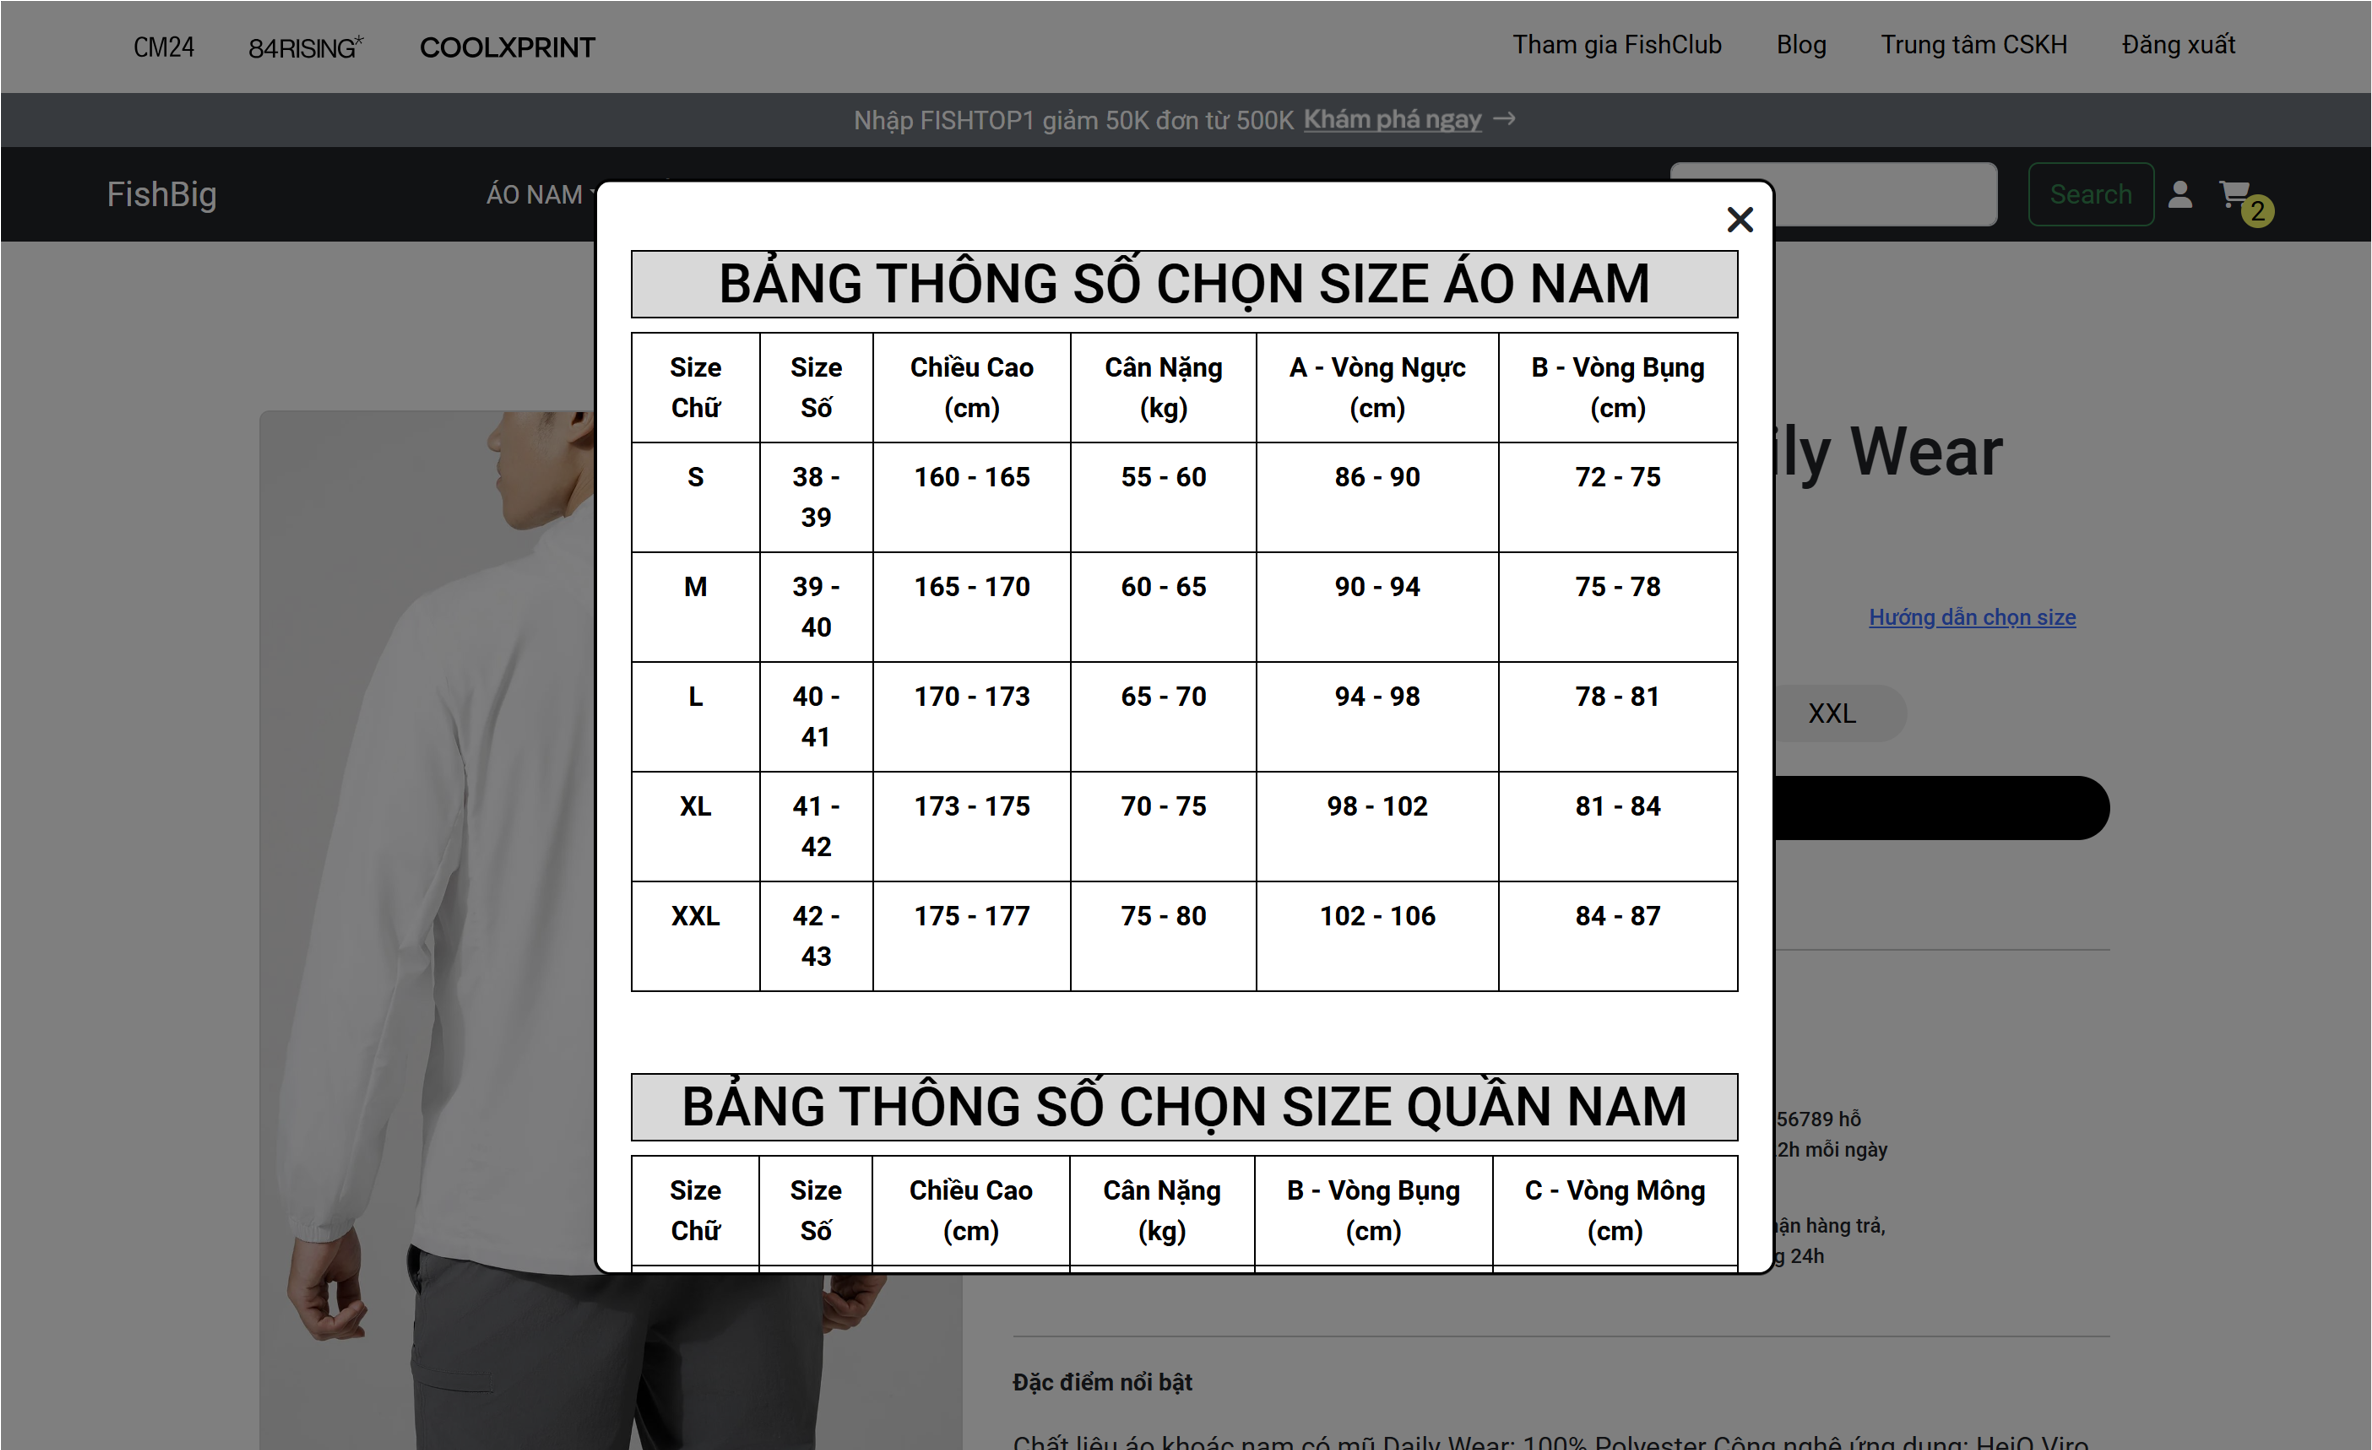 CM24
84RISING*
COOLXPRINT
Tham gia FishClub
Blog
Trung tâm CSKH
Đăng xuất
Nhập FISHTOP1 giảm 50K đơn từ 500K Khám phá ngay →
FishBig
ÁO NAM
Search
2
BẢNG THÔNG SỐ CHỌN SIZE ÁO NAM
Size Chữ | Size Số | Chiều Cao (cm) | Cân Nặng (kg) | A - Vòng Ngực (cm) | B - Vòng Bụng (cm)
S | 38 - 39 | 160 - 165 | 55 - 60 | 86 - 90 | 72 - 75
M | 39 - 40 | 165 - 170 | 60 - 65 | 90 - 94 | 75 - 78
L | 40 - 41 | 170 - 173 | 65 - 70 | 94 - 98 | 78 - 81
XL | 41 - 42 | 173 - 175 | 70 - 75 | 98 - 102 | 81 - 84
XXL | 42 - 43 | 175 - 177 | 75 - 80 | 102 - 106 | 84 - 87
BẢNG THÔNG SỐ CHỌN SIZE QUẦN NAM
Size Chữ | Size Số | Chiều Cao (cm) | Cân Nặng (kg) | B - Vòng Bụng (cm) | C - Vòng Mông (cm)
ily Wear
Hướng dẫn chọn size
XXL
56789 hỗ
2h mỗi ngày
hàng trả,
24h
Đặc điểm nổi bật
Chất liệu áo khoác nam có mũ Daily Wear: 100% Polyester Công nghệ ứng dụng: HeiQ Viro